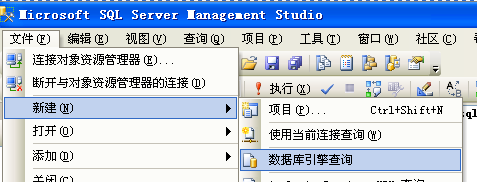 Microsoft SQL Server Management Studio
文件(F) 编辑(E) 视图(V) 查询(Q) 项目(P) 工具(T) 窗口(W) 社区(C)
连接对象资源管理器(E)...
断开与对象资源管理器的连接(D)
执行(X)
新建(N)
项目(P)... Ctrl+Shift+N
打开(O)
使用当前连接查询(W)
添加(D)
数据库引擎查询